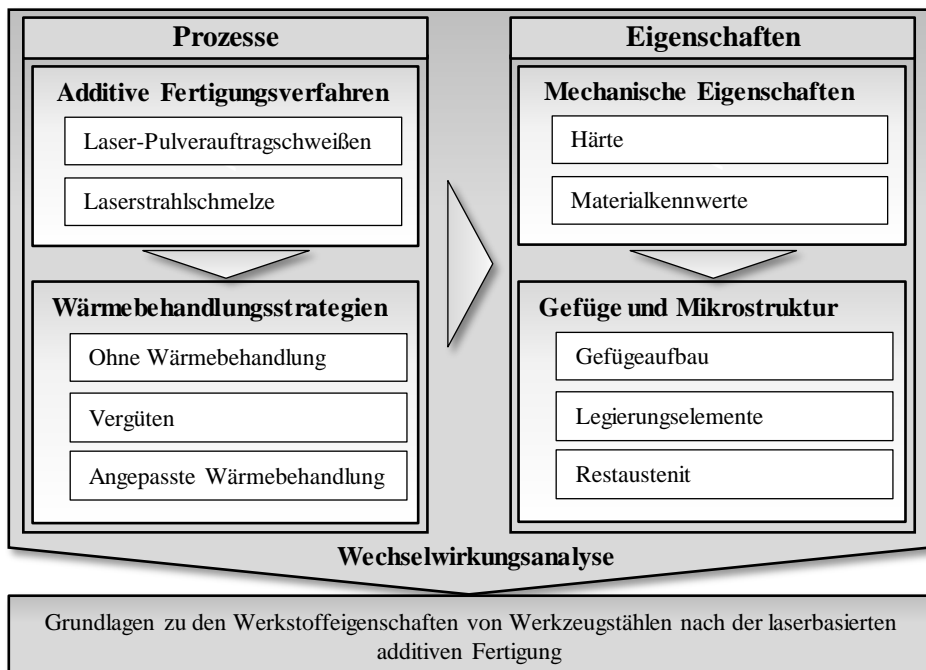 Prozesse
Additive Fertigungsverfahren
Laser-Pulverauftragschweißen
Laserstrahlschmelze
Wärmebehandlungsstrategien
Ohne Wärmebehandlung
Vergüten
Angepasste Wärmebehandlung
Eigenschaften
Mechanische Eigenschaften
Härte
Materialkennwerte
Gefüge und Mikrostruktur
Gefügeaufbau
Legierungselemente
Restaustenit
Wechselwirkungsanalyse
Grundlagen zu den Werkstoffeigenschaften von Werkzeugstählen nach der laserbasierten
additiven Fertigung